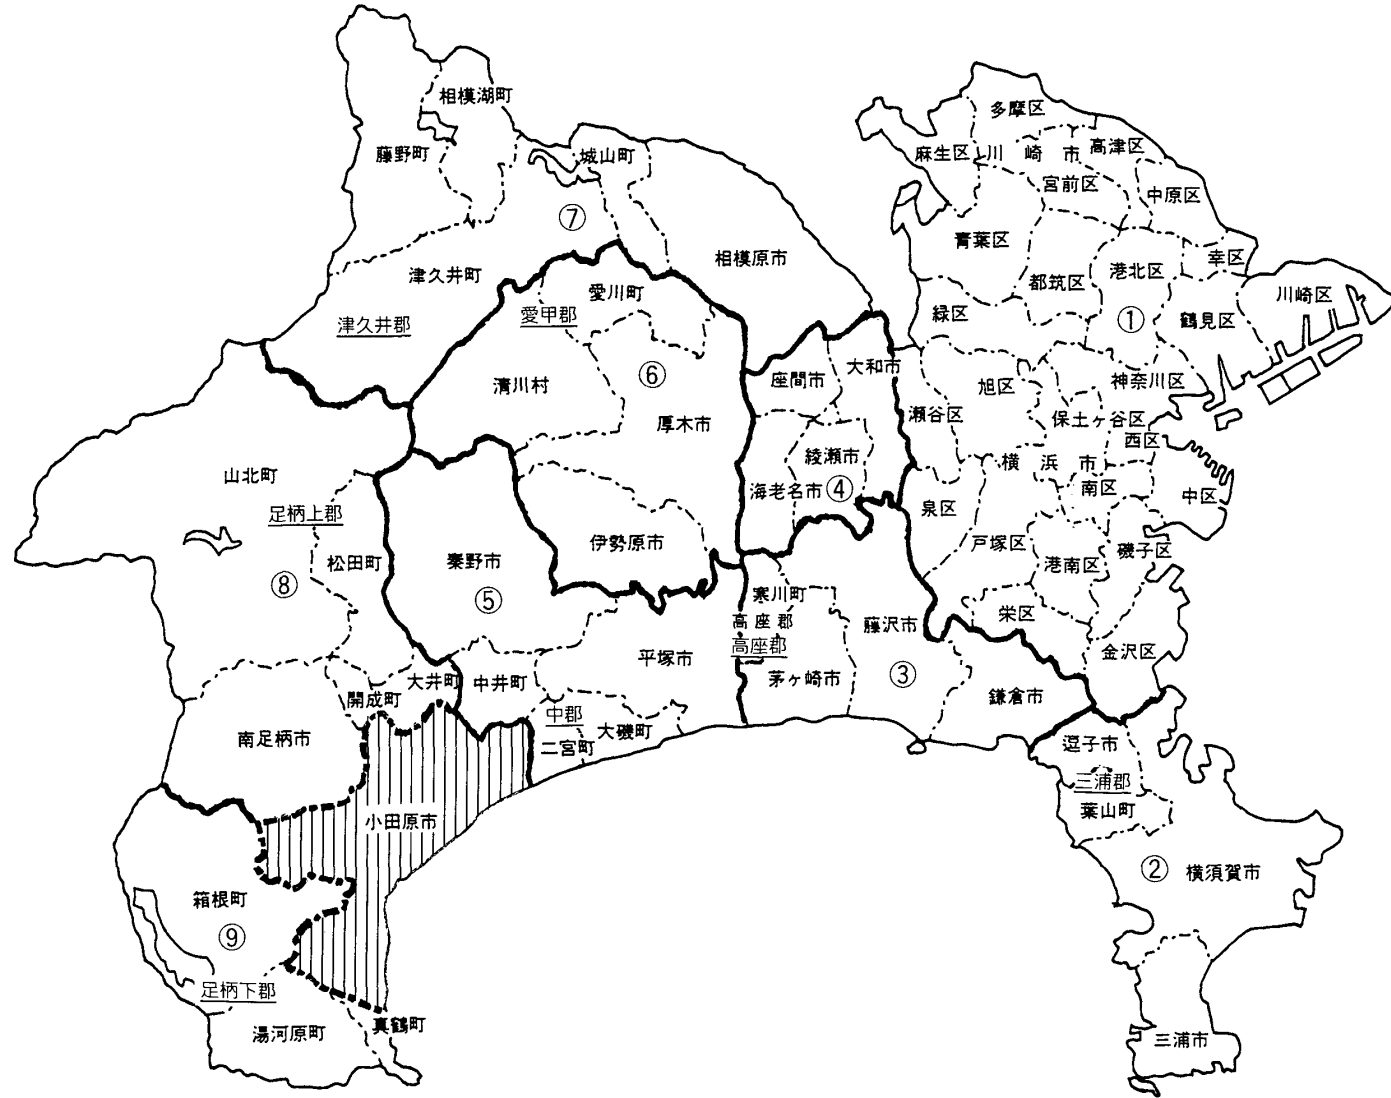 相模湖町
藤野町
城山町
⑦
津久井町
津久井郡
相模原市
多摩区
麻生区
川崎市
高津区
宮前区
中原区
青葉区
都筑区
港北区
幸区
川崎区
緑区
①
鶴見区
愛川町
愛甲郡
清川村
⑥
厚木市
座間市
大和市
綾瀬市
海老名市
④
瀬谷区
旭区
神奈川区
保土ヶ谷区
西区
横浜市
南区
中区
泉区
戸塚区
港南区
磯子区
栄区
金沢区
山北町
足柄上郡
松田町
⑧
秦野市
⑤
伊勢原市
寒川町
高座郡
高座郡
藤沢市
茅ヶ崎市
③
鎌倉市
平塚市
大井町
中井町
開成町
中郡
大磯町
二宮町
南足柄市
小田原市
逗子市
三浦郡
葉山町
②
横須賀市
箱根町
⑨
足柄下郡
湯河原町
真鶴町
三浦市